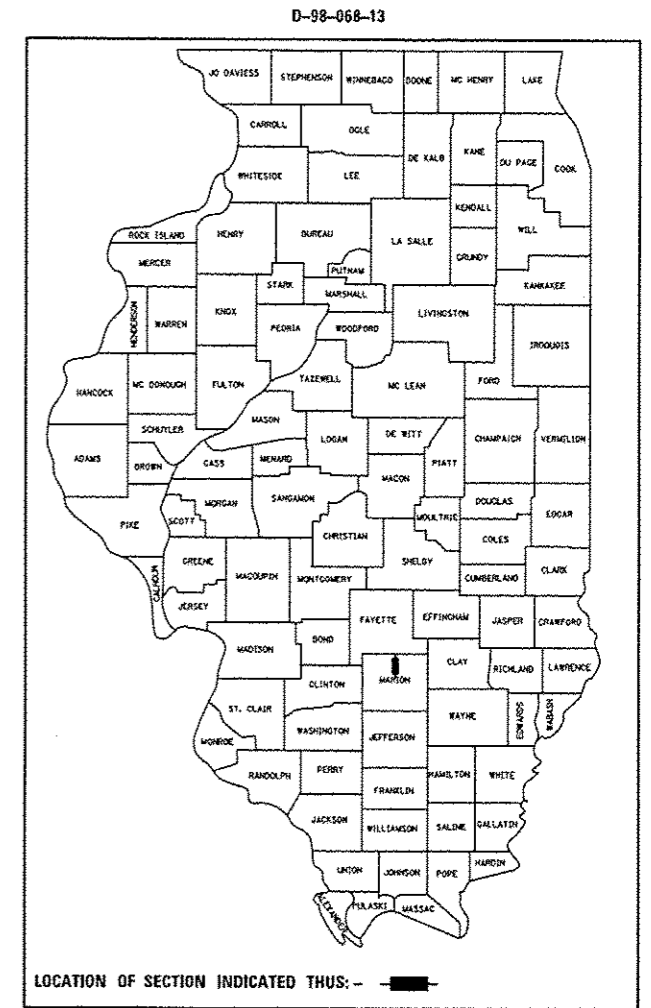 D-98-068-13
JO DAVIESS STEPHENSON WINNEBAGO BOONE MC HENRY LAKE
CARROLL OGLE DE KALB KANE DU PAGE COOK
WHITESIDE LEE
KENDALL
ROCK ISLAND HENRY BUREAU LA SALLE WILL
MERCER PUTNAM GRUNDY
STARK MARSHALL KANKAKEE
HENDERSON WARREN KNOX PEORIA WOODFORD LIVINGSTON
IROQUOIS
HANCOCK MC DONOUGH FULTON TAZEWELL MC LEAN FORD
SCHUYLER MASON LOGAN DE WITT CHAMPAIGN VERMILION
ADAMS BROWN CASS MENARD PIATT
MACON
PIKE SCOTT MORGAN SANGAMON MOULTRIE DOUGLAS EDGAR
CHRISTIAN COLES
CALHOUN GREENE MACOUPIN MONTGOMERY SHELBY CUMBERLAND CLARK
JERSEY
FAYETTE EFFINGHAM JASPER CRAWFORD
MADISON BOND
CLINTON MARION CLAY RICHLAND LAWRENCE
ST. CLAIR WAYNE EDWARDS WABASH
MONROE WASHINGTON JEFFERSON
RANDOLPH PERRY HAMILTON WHITE
FRANKLIN
JACKSON WILLIAMSON SALINE GALLATIN
UNION JOHNSON POPE HARDIN
ALEXANDER PULASKI MASSAC
LOCATION OF SECTION INDICATED THUS: - -